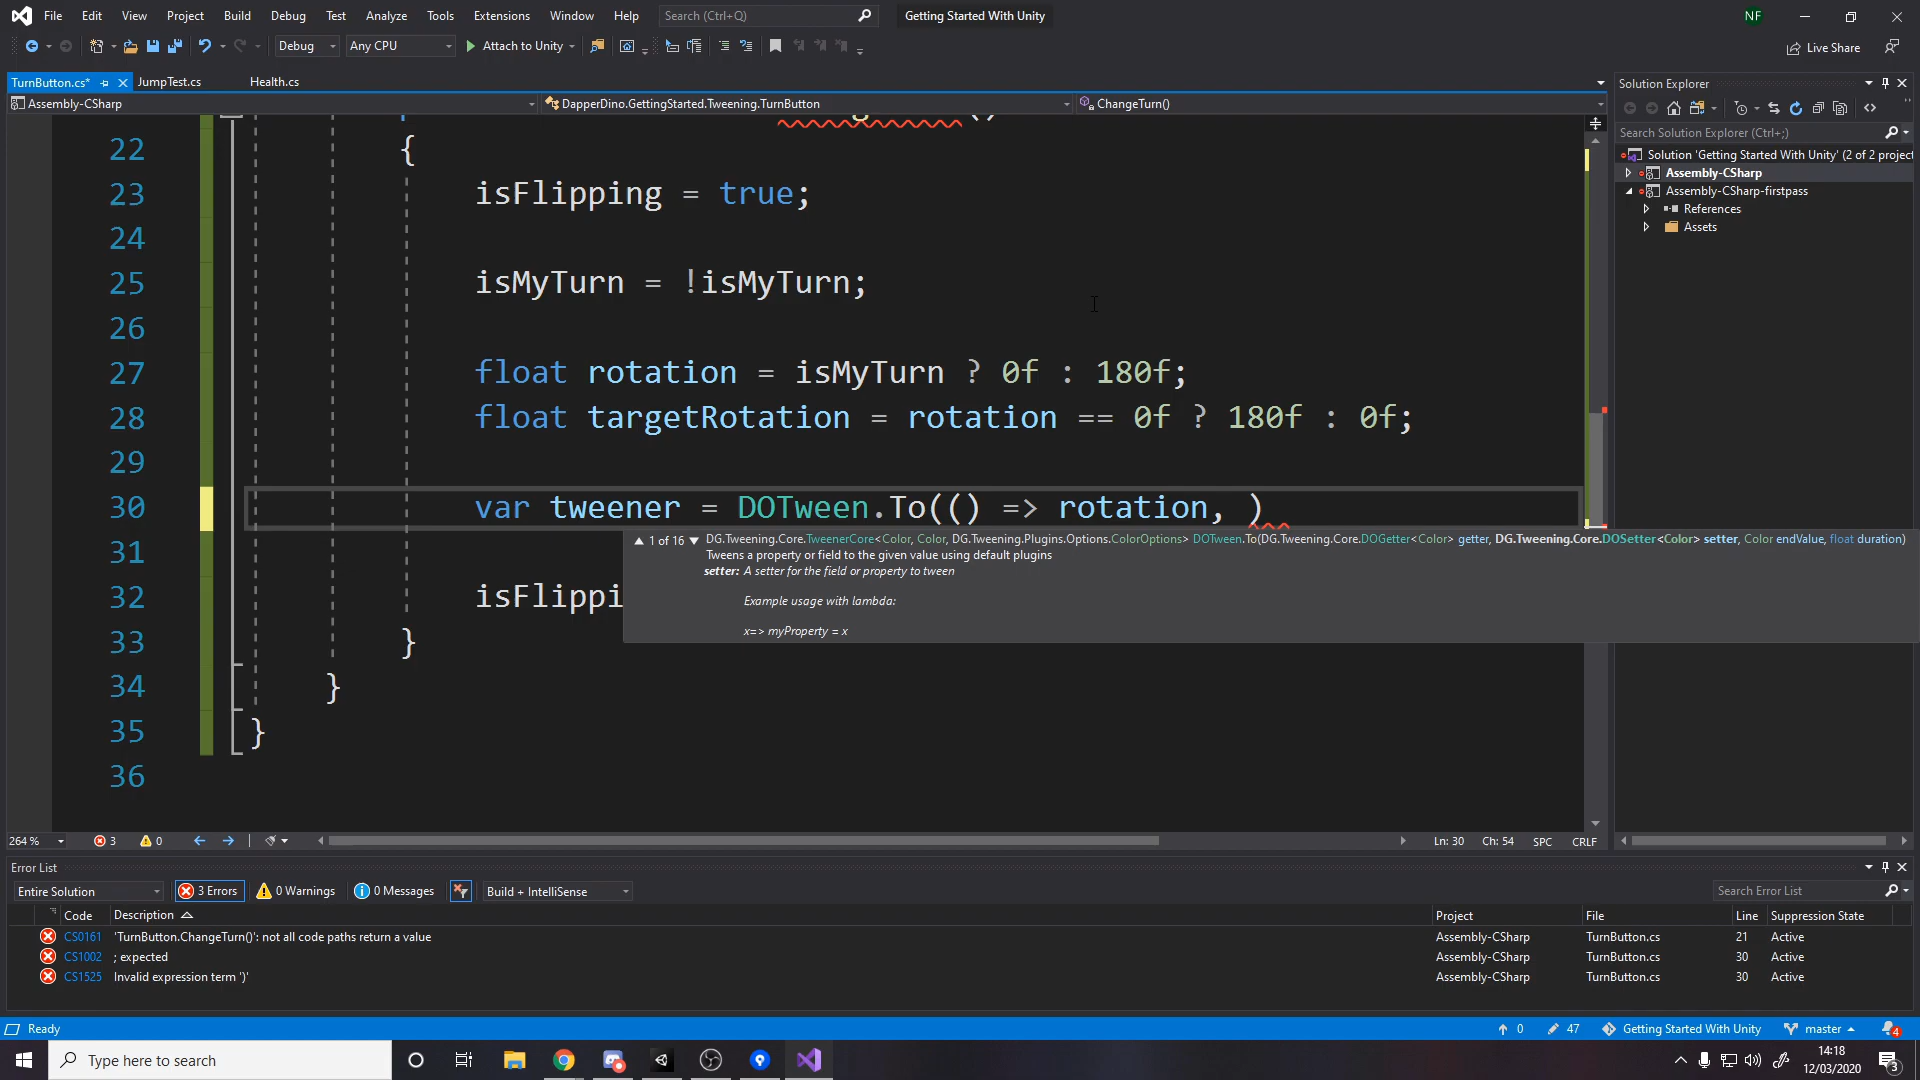 File Edit View Project Build Debug Test Analyze Tools Extensions Window Help Search (Ctrl+Q) Getting Started With Unity NF
Debug Any CPU Attach to Unity Live Share
TurnButton.cs* JumpTest.cs Health.cs
Assembly-CSharp DapperDino.GettingStarted.Tweening.TurnButton ChangeTurn()
22 {
23 isFlipping = true;
24
25 isMyTurn = !isMyTurn;
26
27 float rotation = isMyTurn ? 0f : 180f;
28 float targetRotation = rotation == 0f ? 180f : 0f;
29
30 var tweener = DOTween.To(() => rotation, )
▲ 1 of 16 ▼ DG.Tweening.Core.TweenerCore<Color, Color, DG.Tweening.Plugins.Options.ColorOptions> DOTween.To(DG.Tweening.Core.DOGetter<Color> getter, DG.Tweening.Core.DOSetter<Color> setter, Color endValue, float duration)
Tweens a property or field to the given value using default plugins
setter: A setter for the field or property to tween
Example usage with lambda:
x=> myProperty = x
31
32 isFlippi
33 }
34 }
35 }
36
264 % 3 0 Ln: 30 Ch: 54 SPC CRLF
Solution Explorer
Search Solution Explorer (Ctrl+;)
Solution 'Getting Started With Unity' (2 of 2 project
Assembly-CSharp
Assembly-CSharp-firstpass
References
Assets
Error List
Entire Solution 3 Errors 0 Warnings 0 Messages Build + IntelliSense Search Error List
Code Description Project File Line Suppression State
CS0161 'TurnButton.ChangeTurn()': not all code paths return a value Assembly-CSharp TurnButton.cs 21 Active
CS1002 ; expected Assembly-CSharp TurnButton.cs 30 Active
CS1525 Invalid expression term ')' Assembly-CSharp TurnButton.cs 30 Active
Ready 0 47 Getting Started With Unity master 4
Type here to search 14:18
12/03/2020 3